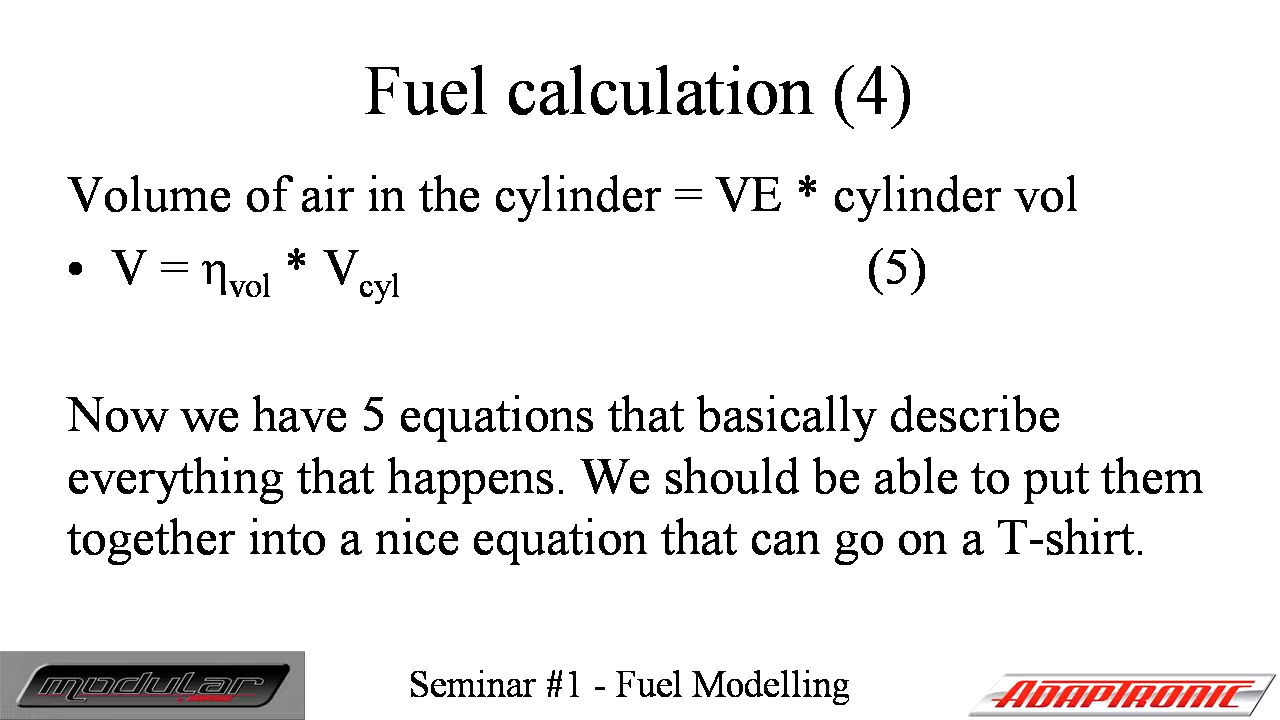 Fuel calculation (4)
Volume of air in the cylinder = VE * cylinder vol
• V = ηvol * Vcyl (5)
Now we have 5 equations that basically describe
everything that happens. We should be able to put them
together into a nice equation that can go on a T-shirt.
modular
Seminar #1 - Fuel Modelling
ADAPTRONIC